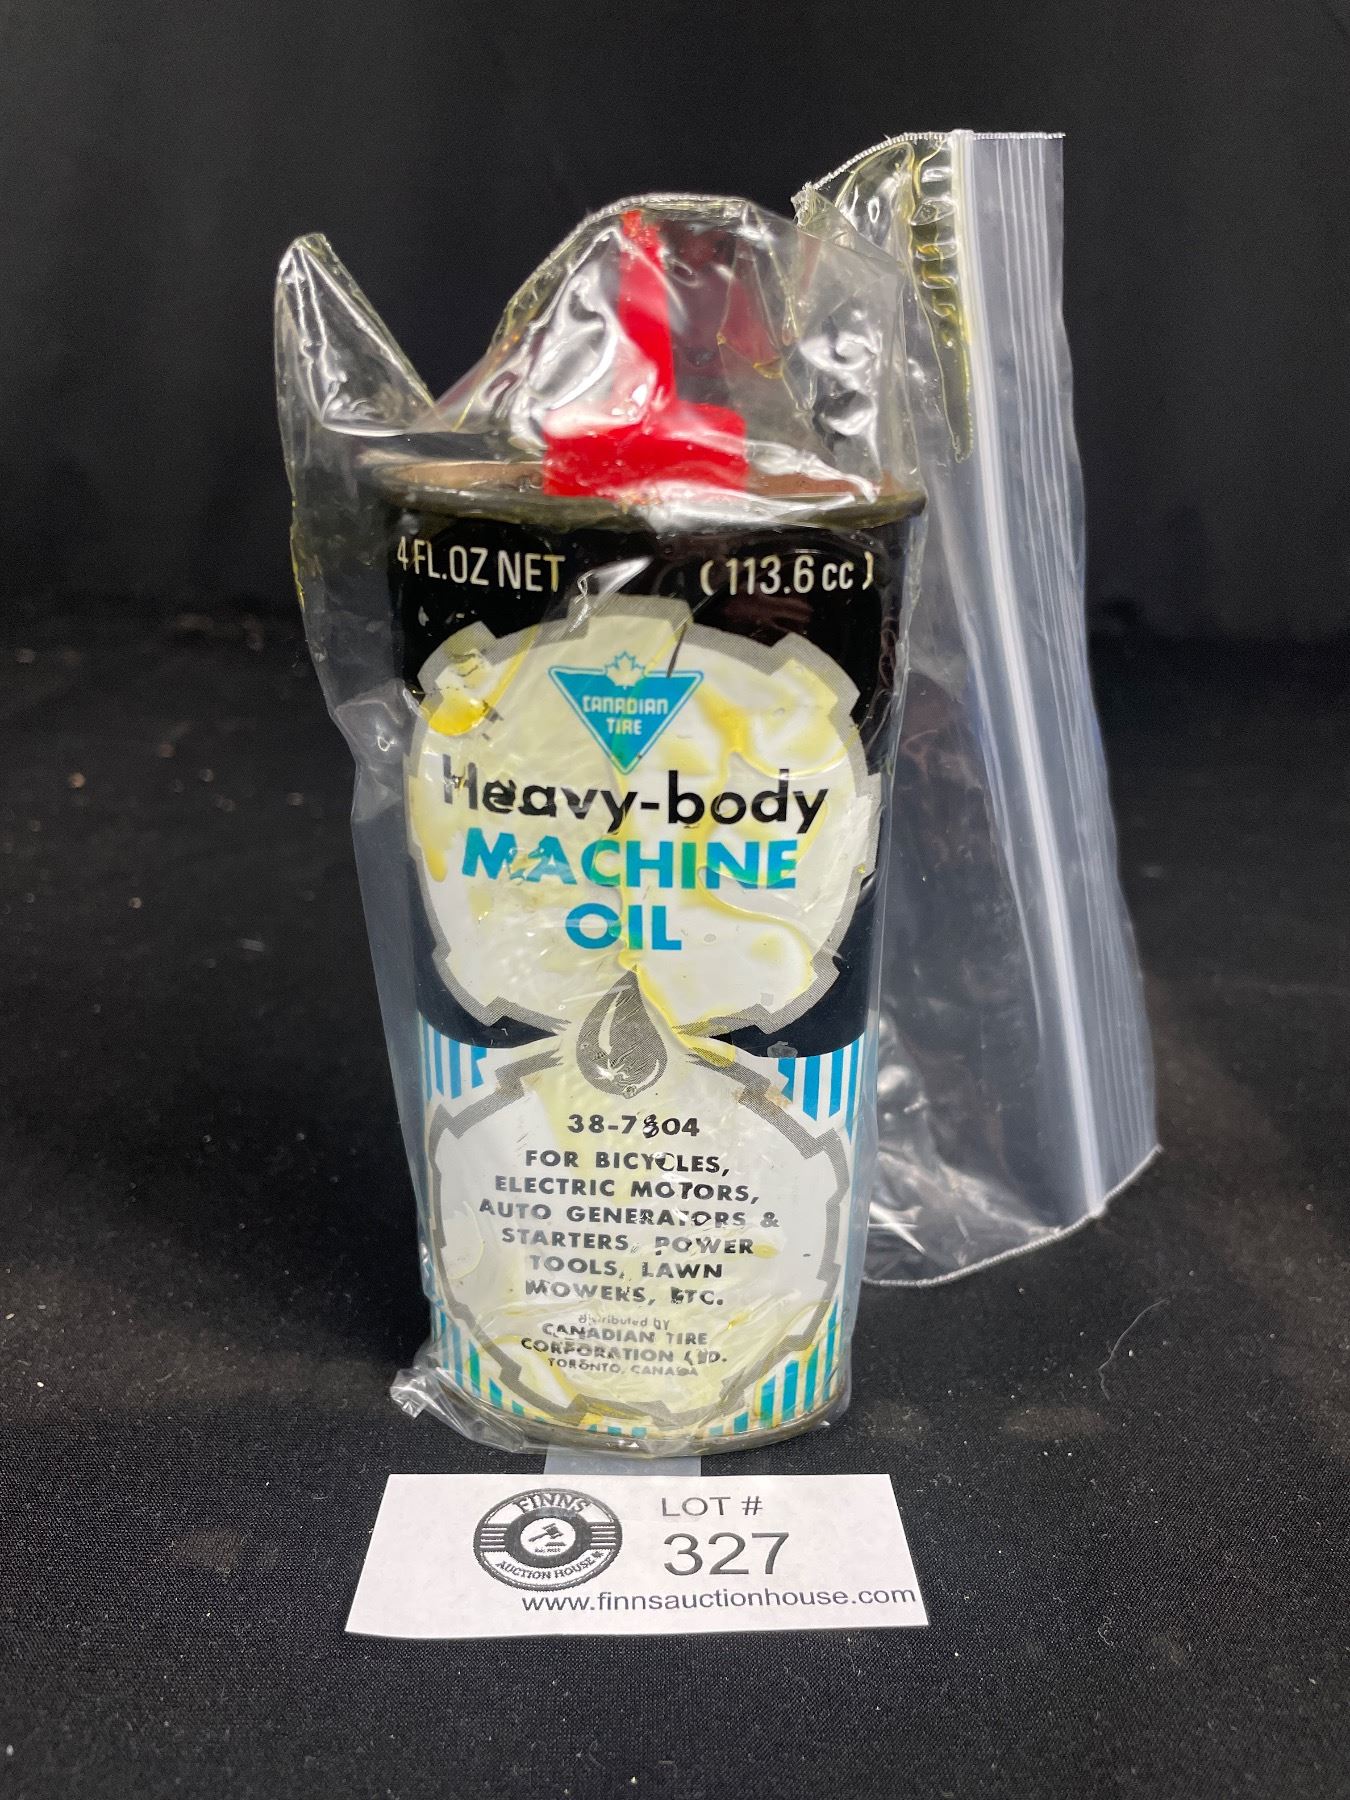 4 FL.OZ NET (113.6 cc)
CANADIAN
TIRE
Heavy-body
MACHINE
OIL
38-7804
FOR BICYCLES,
ELECTRIC MOTORS,
AUTO GENERATORS &
STARTERS, POWER
TOOLS, LAWN
MOWERS, ETC.
distributed by
CANADIAN TIRE
CORPORATION LTD.
TORONTO, CANADA
FINNS
AUCTION HOUSE
LOT #
327
www.finnsauctionhouse.com